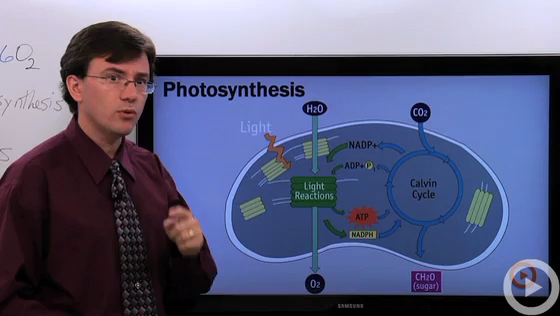 6O2
ynthesis
s
Photosynthesis
H2O
CO2
Light
NADP+
ADP+ P
Light
Reactions
Calvin
Cycle
ATP
NADPH
O2
CH2O
(sugar)
SAMSUNG